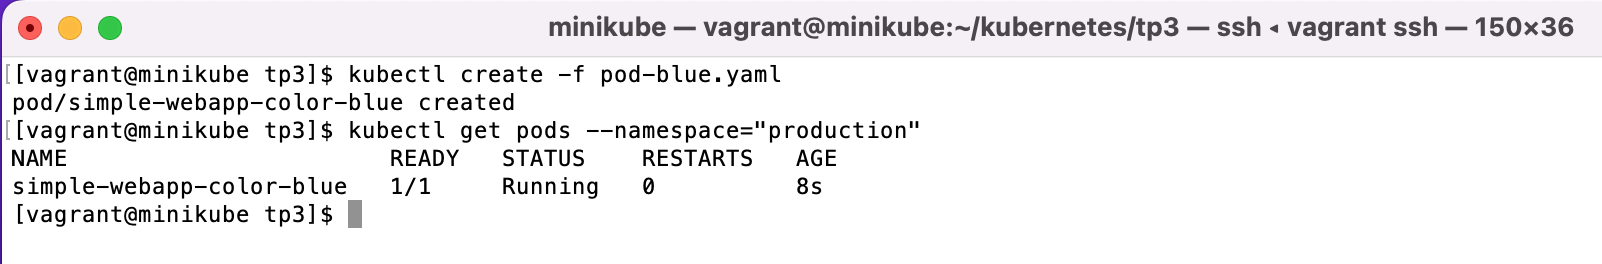 minikube — vagrant@minikube:~/kubernetes/tp3 — ssh ◂ vagrant ssh — 150×36
[[vagrant@minikube tp3]$ kubectl create -f pod-blue.yaml
pod/simple-webapp-color-blue created
[[vagrant@minikube tp3]$ kubectl get pods --namespace="production"
NAME                       READY   STATUS    RESTARTS   AGE
simple-webapp-color-blue   1/1     Running   0          8s
[vagrant@minikube tp3]$